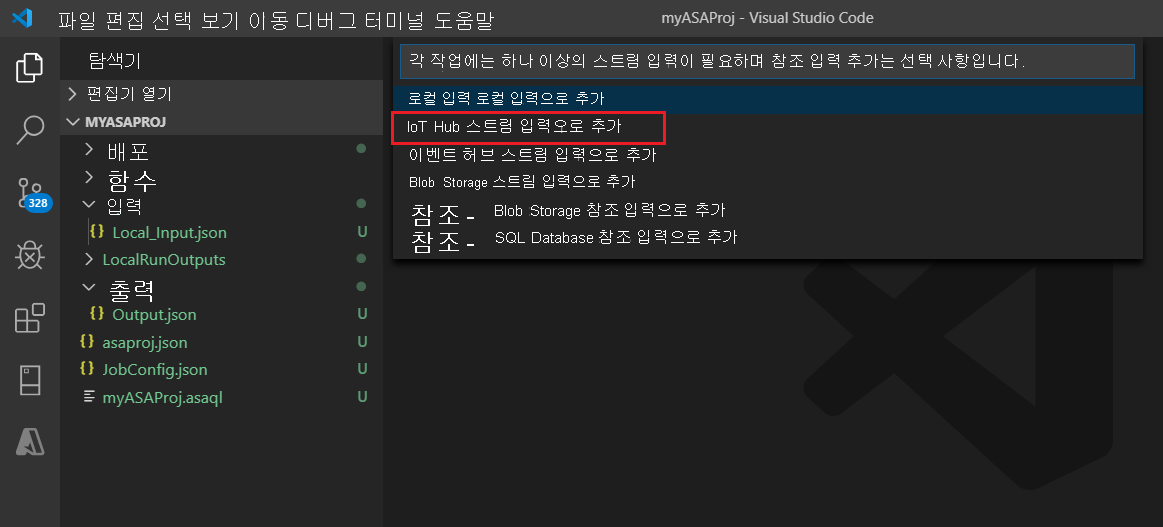 파일 편집 선택 보기 이동 디버그 터미널 도움말
myASAProj - Visual Studio Code
탐색기
편집기 열기
MYASAPROJ
배포
함수
입력
{} Local_Input.json U
LocalRunOutputs
출력
{} Output.json U
{} asaproj.json U
{} JobConfig.json U
myASAProj.asaql U
328
각 작업에는 하나 이상의 스트림 입력이 필요하며 참조 입력 추가는 선택 사항입니다.
로컬 입력 로컬 입력으로 추가
IoT Hub 스트림 입력으로 추가
이벤트 허브 스트림 입력으로 추가
Blob Storage 스트림 입력으로 추가
참조- Blob Storage 참조 입력으로 추가
참조- SQL Database 참조 입력으로 추가